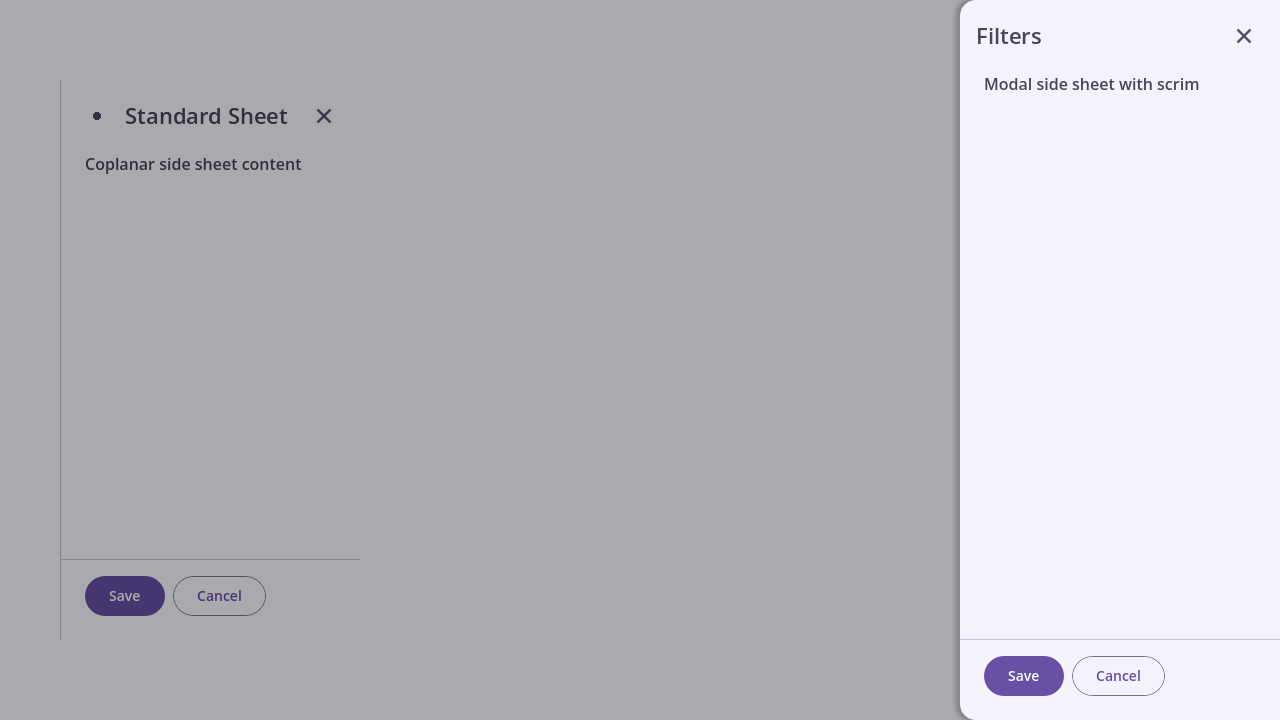 Standard Sheet
Coplanar side sheet content
Save
Cancel
Filters
Modal side sheet with scrim
Save
Cancel